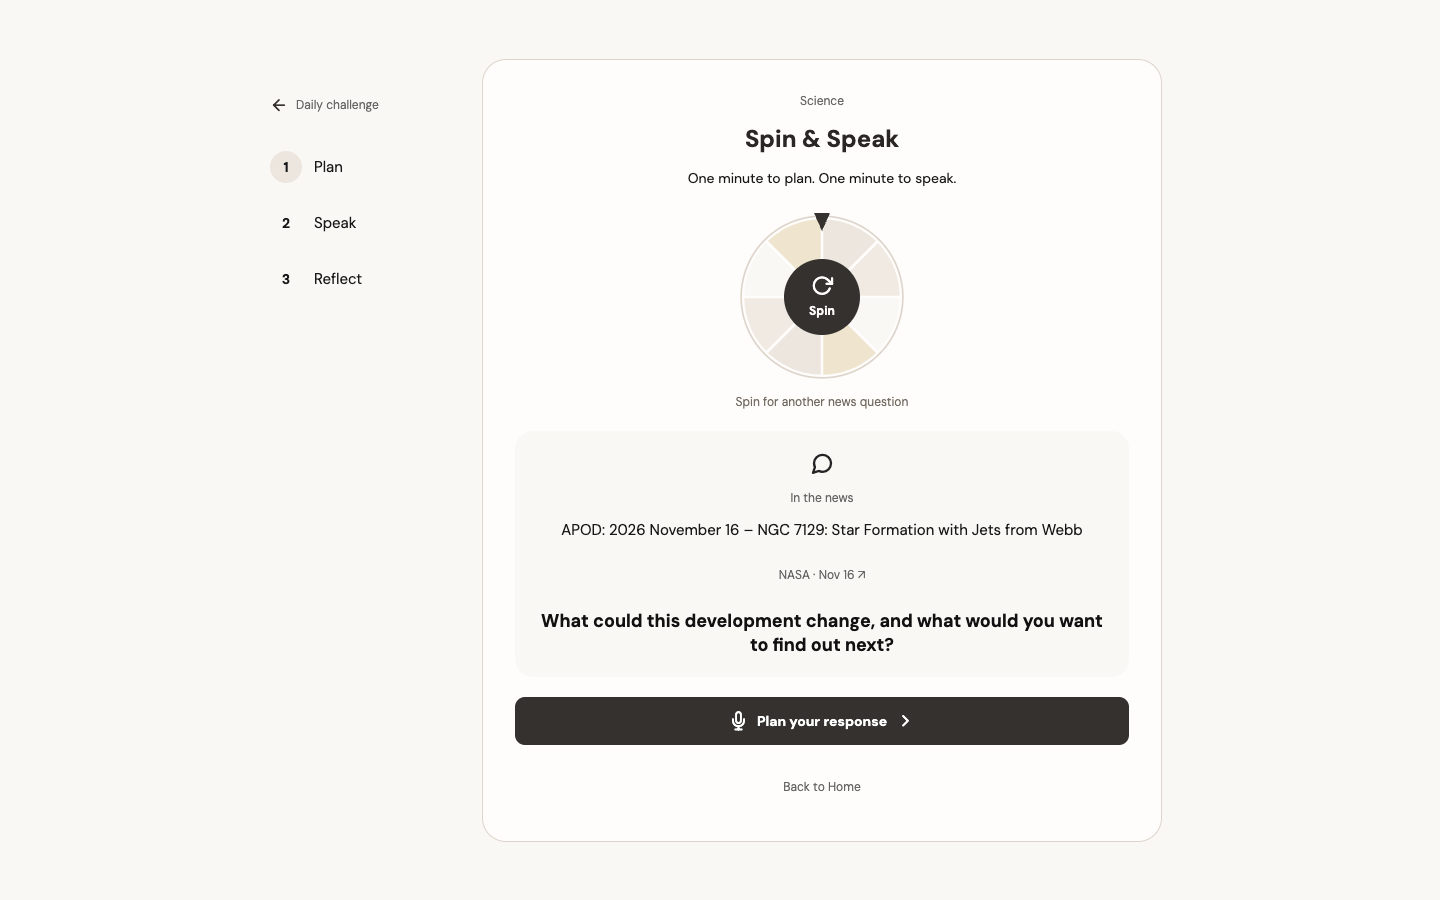 Daily challenge
1 Plan
2 Speak
3 Reflect
Science
Spin & Speak
One minute to plan. One minute to speak.
Spin
Spin for another news question
In the news
APOD: 2026 November 16 – NGC 7129: Star Formation with Jets from Webb
NASA · Nov 16
What could this development change, and what would you want
to find out next?
Plan your response
Back to Home